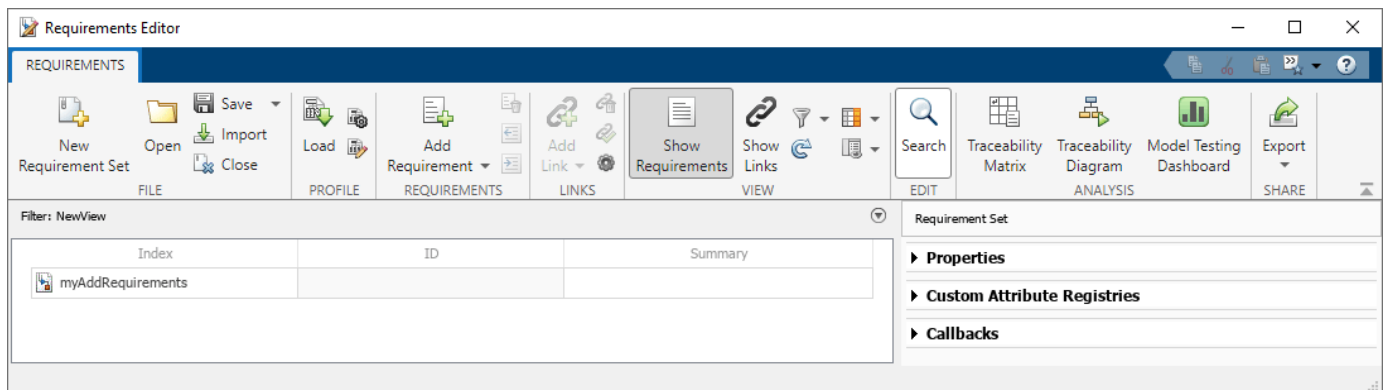 Requirements Editor
REQUIREMENTS
New
Requirement Set
Open
Save
Import
Close
FILE
Load
PROFILE
Add
Requirement
REQUIREMENTS
Add
Link
LINKS
Show
Requirements
Show
Links
VIEW
Search
EDIT
Traceability
Matrix
Traceability
Diagram
Model Testing
Dashboard
ANALYSIS
Export
SHARE
Filter: NewView
Index ID Summary
myAddRequirements
Requirement Set
Properties
Custom Attribute Registries
Callbacks